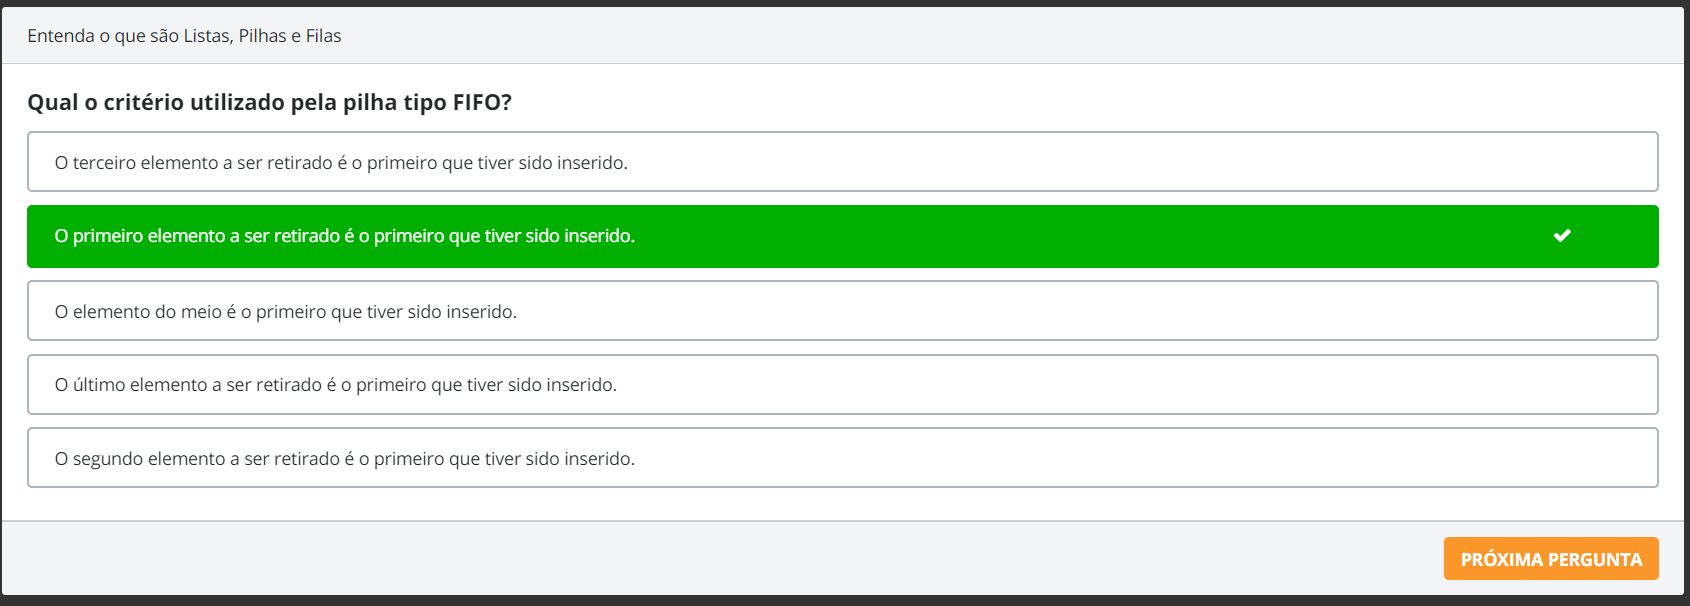 Entenda o que são Listas, Pilhas e Filas
Qual o critério utilizado pela pilha tipo FIFO?
O terceiro elemento a ser retirado é o primeiro que tiver sido inserido.
O primeiro elemento a ser retirado é o primeiro que tiver sido inserido.
O elemento do meio é o primeiro que tiver sido inserido.
O último elemento a ser retirado é o primeiro que tiver sido inserido.
O segundo elemento a ser retirado é o primeiro que tiver sido inserido.
PRÓXIMA PERGUNTA